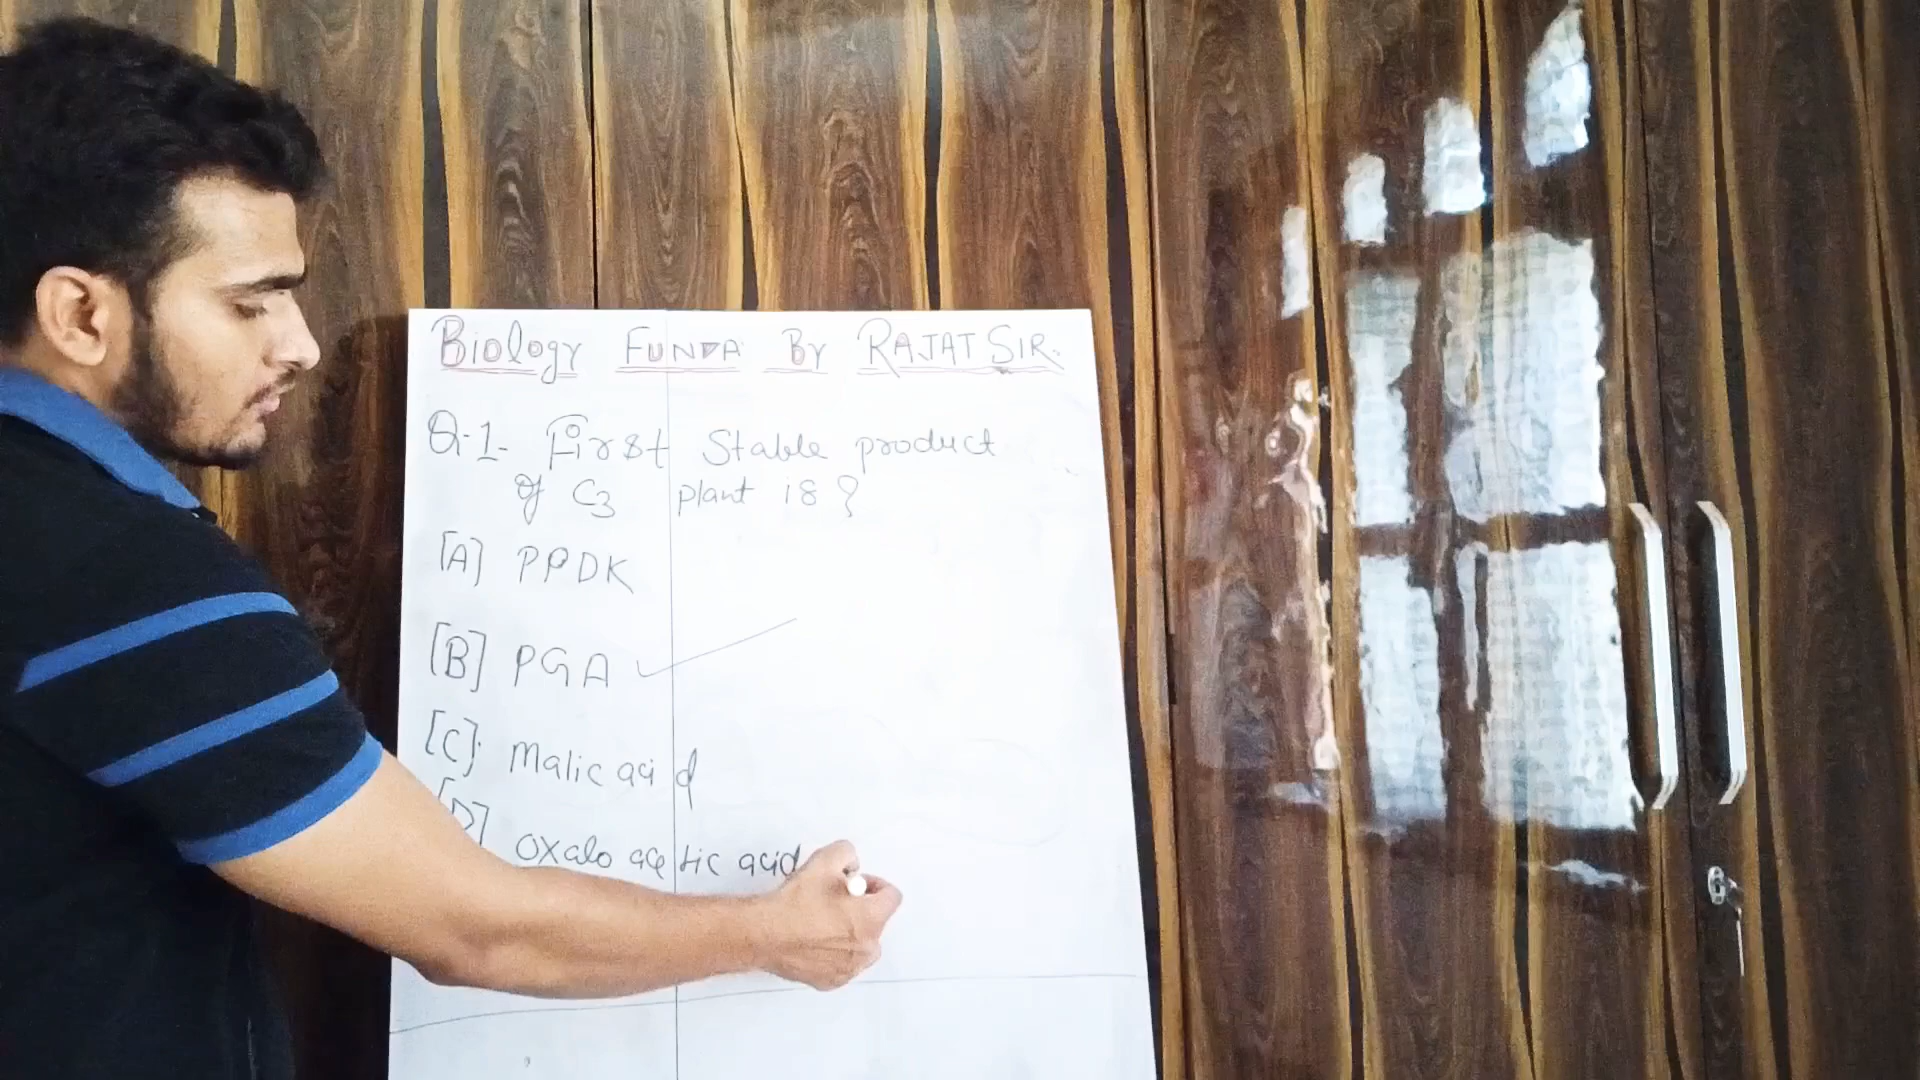 Biology FUNDA By RAJAT SIR.
Q-1- First Stable product
of C3 plant is ?
[A] PPDK
[B] PGA
[C]. Malic acid
[D] Oxalo acetic acid